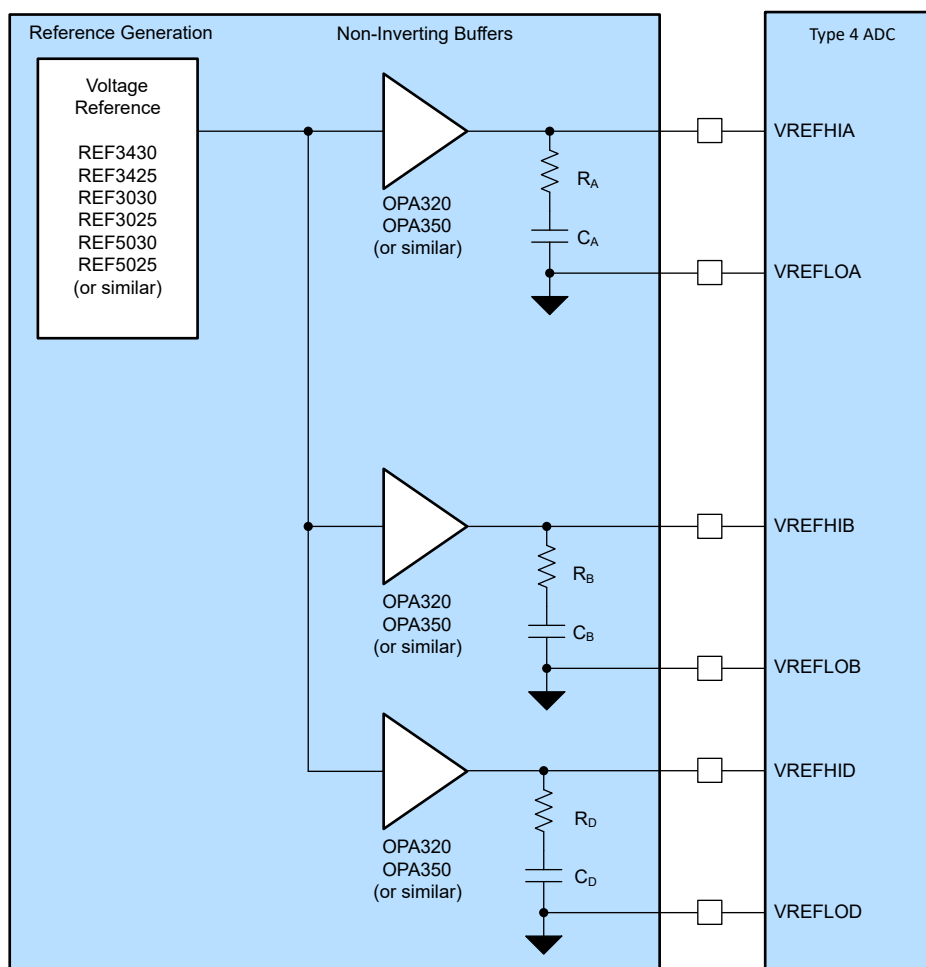 Reference Generation
Non-Inverting Buffers
Type 4 ADC
Voltage
Reference
REF3430
REF3425
REF3030
REF3025
REF5030
REF5025
(or similar)
OPA320
OPA350
(or similar)
RA
CA
VREFHIA
VREFLOA
OPA320
OPA350
(or similar)
RB
CB
VREFHIB
VREFLOB
OPA320
OPA350
(or similar)
RD
CD
VREFHID
VREFLOD